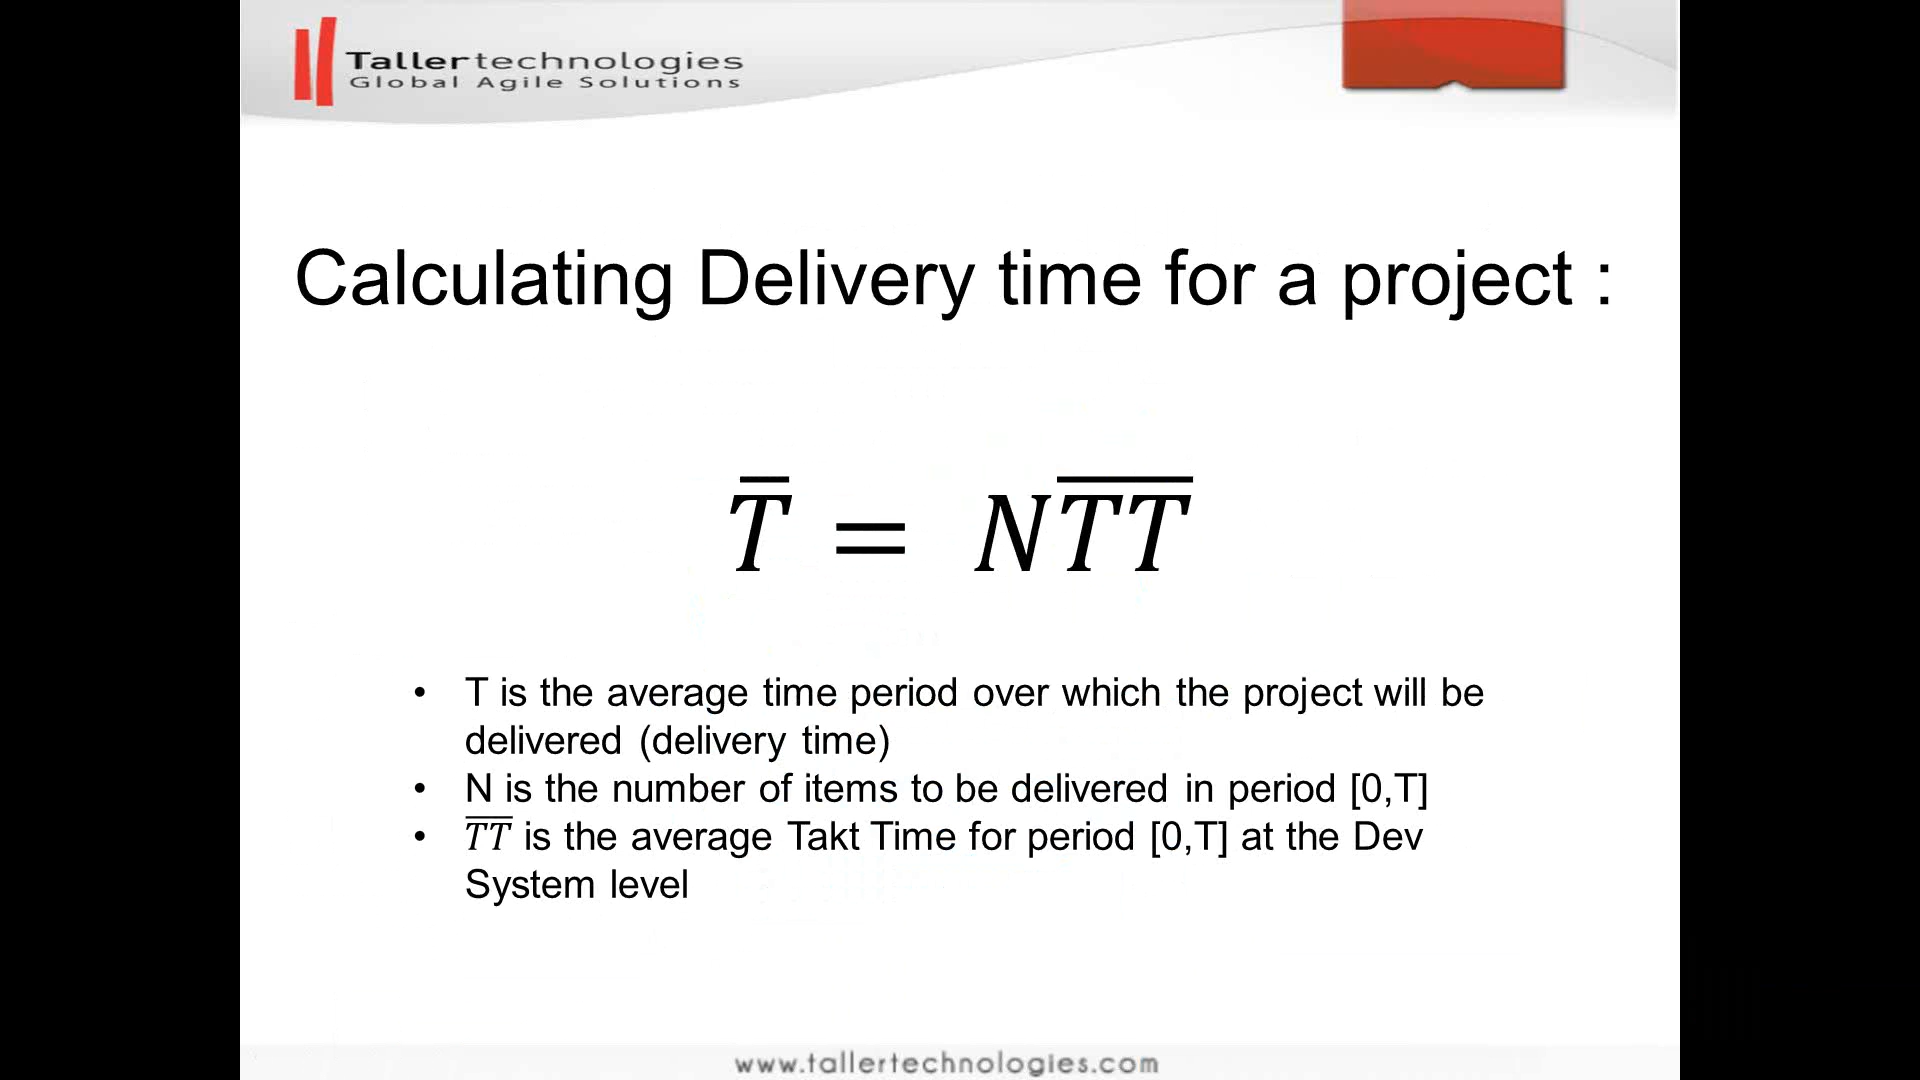 Tallertechnologies
Global Agile Solutions
Calculating Delivery time for a project :
T̅ = N T̅T̅
• T is the average time period over which the project will be
delivered (delivery time)
• N is the number of items to be delivered in period [0,T]
• T̅T̅ is the average Takt Time for period [0,T] at the Dev
System level
www.tallertechnologies.com